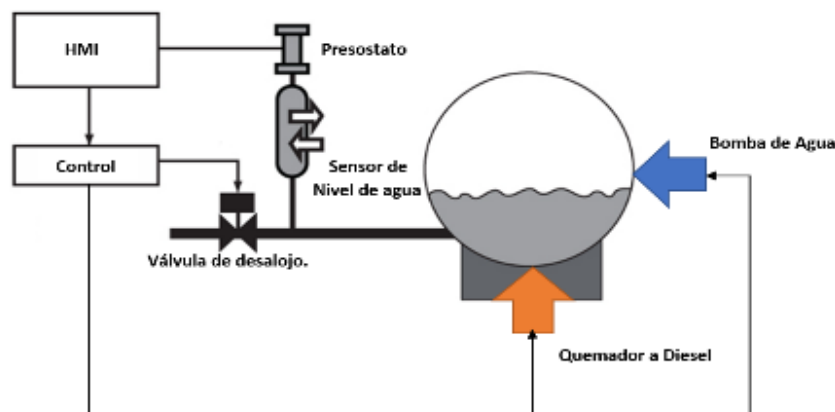 HMI
Presostato
Control
Sensor de
Nivel de agua
Bomba de Agua
Válvula de desalojo.
Quemador a Diesel